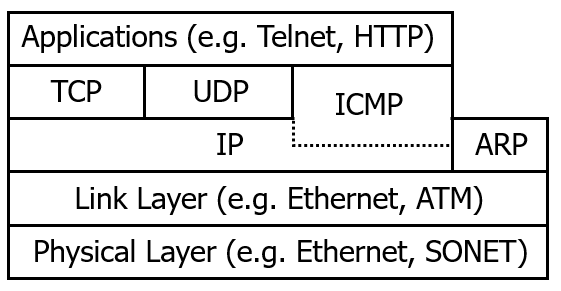 Applications (e.g. Telnet, HTTP)
TCP
UDP
ICMP
IP
ARP
Link Layer (e.g. Ethernet, ATM)
Physical Layer (e.g. Ethernet, SONET)